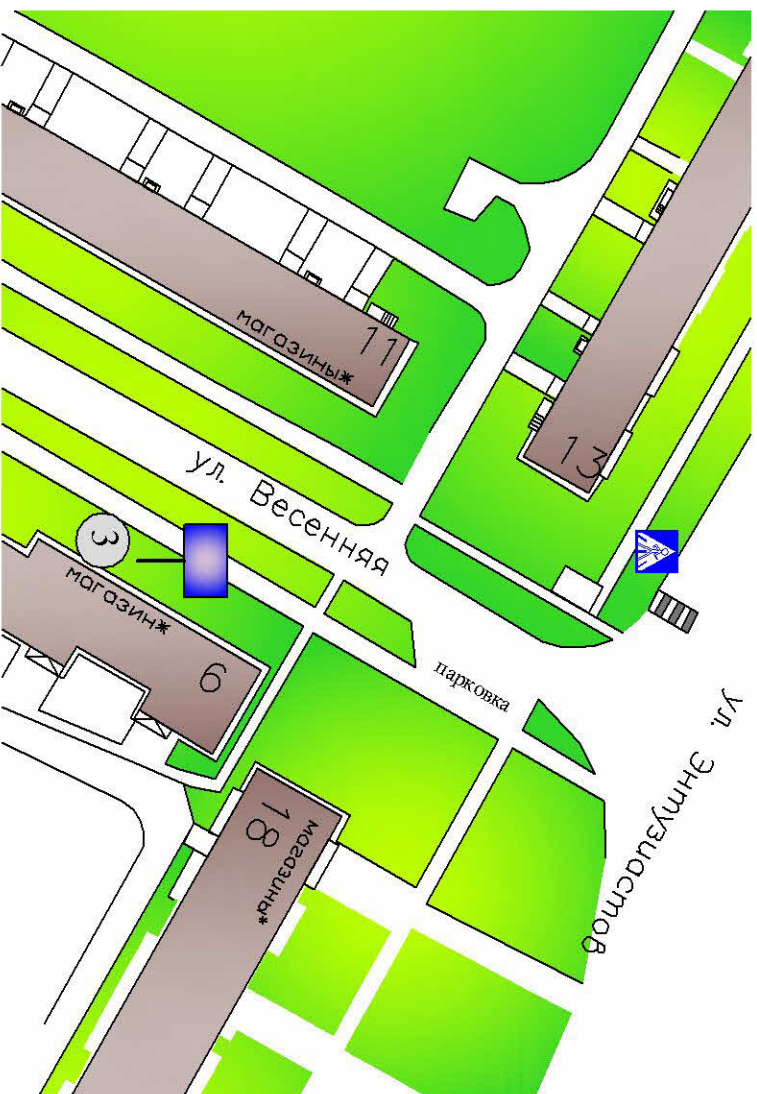 11
магазины*
13
ул. Весенняя
3
магазин*
6
парковка
ул. Энтузиастов
18
магазины*